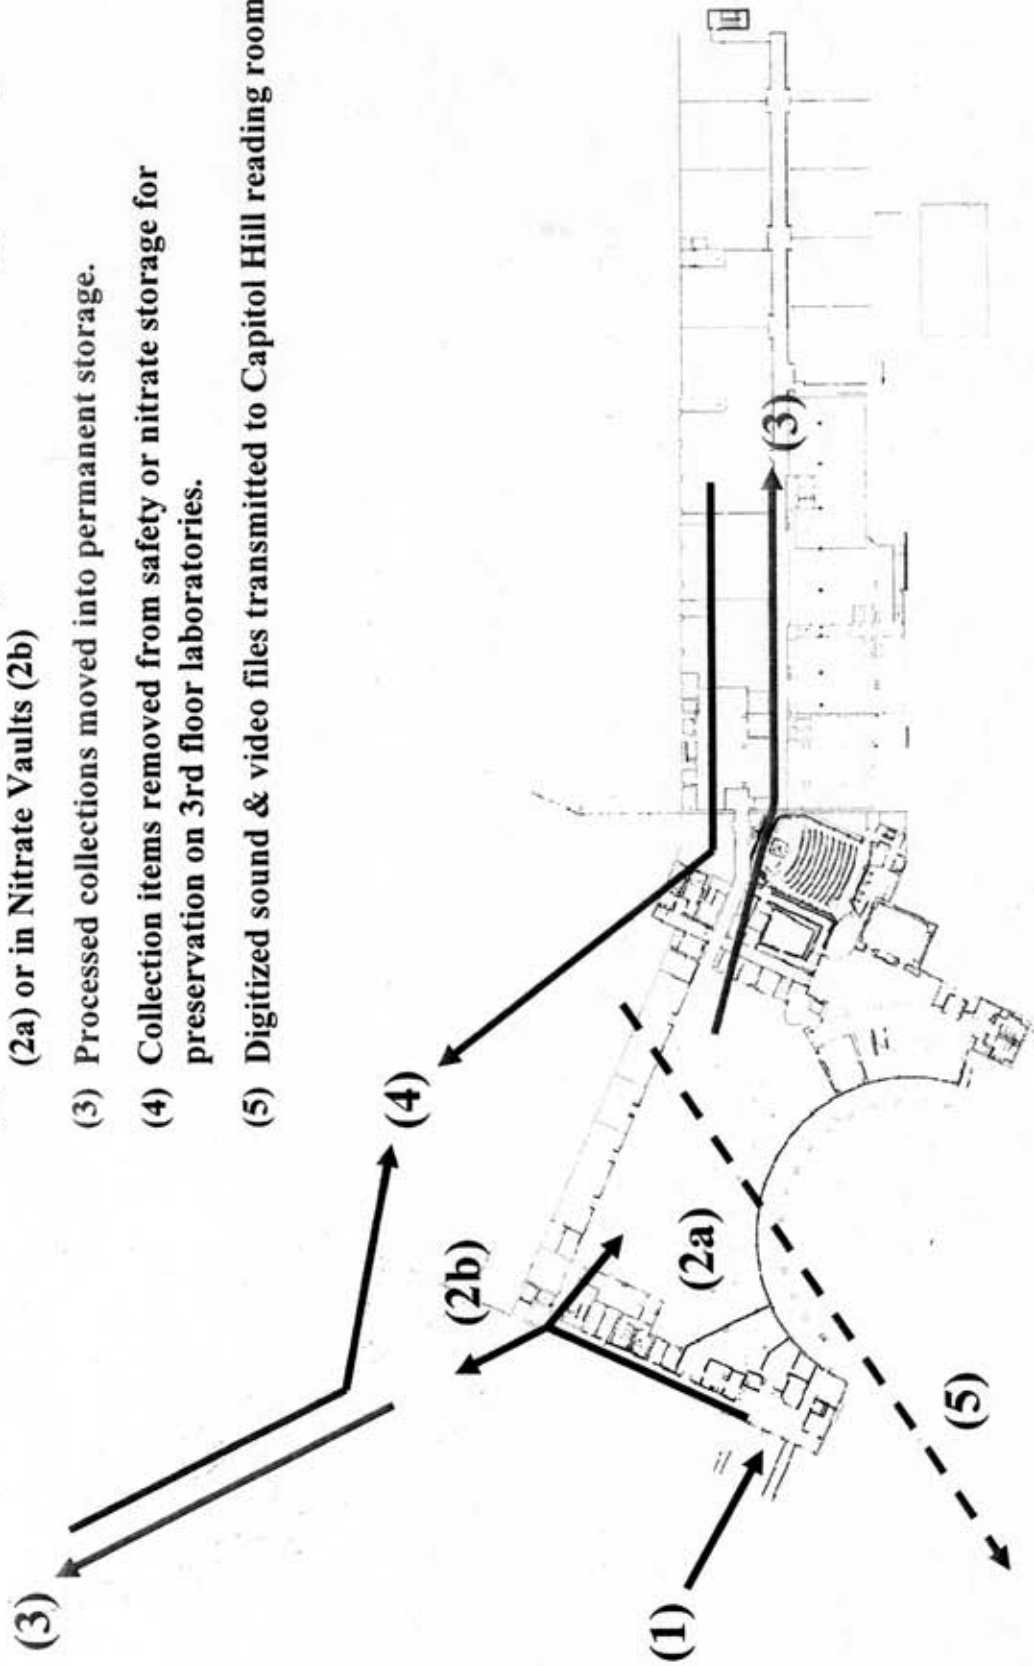 (2a) or in Nitrate Vaults (2b)
(3) Processed collections moved into permanent storage.
(4) Collection items removed from safety or nitrate storage for
preservation on 3rd floor laboratories.
(5) Digitized sound & video files transmitted to Capitol Hill reading room
(3)
(4)
(2b)
(2a)
(3)
(1)
(5)